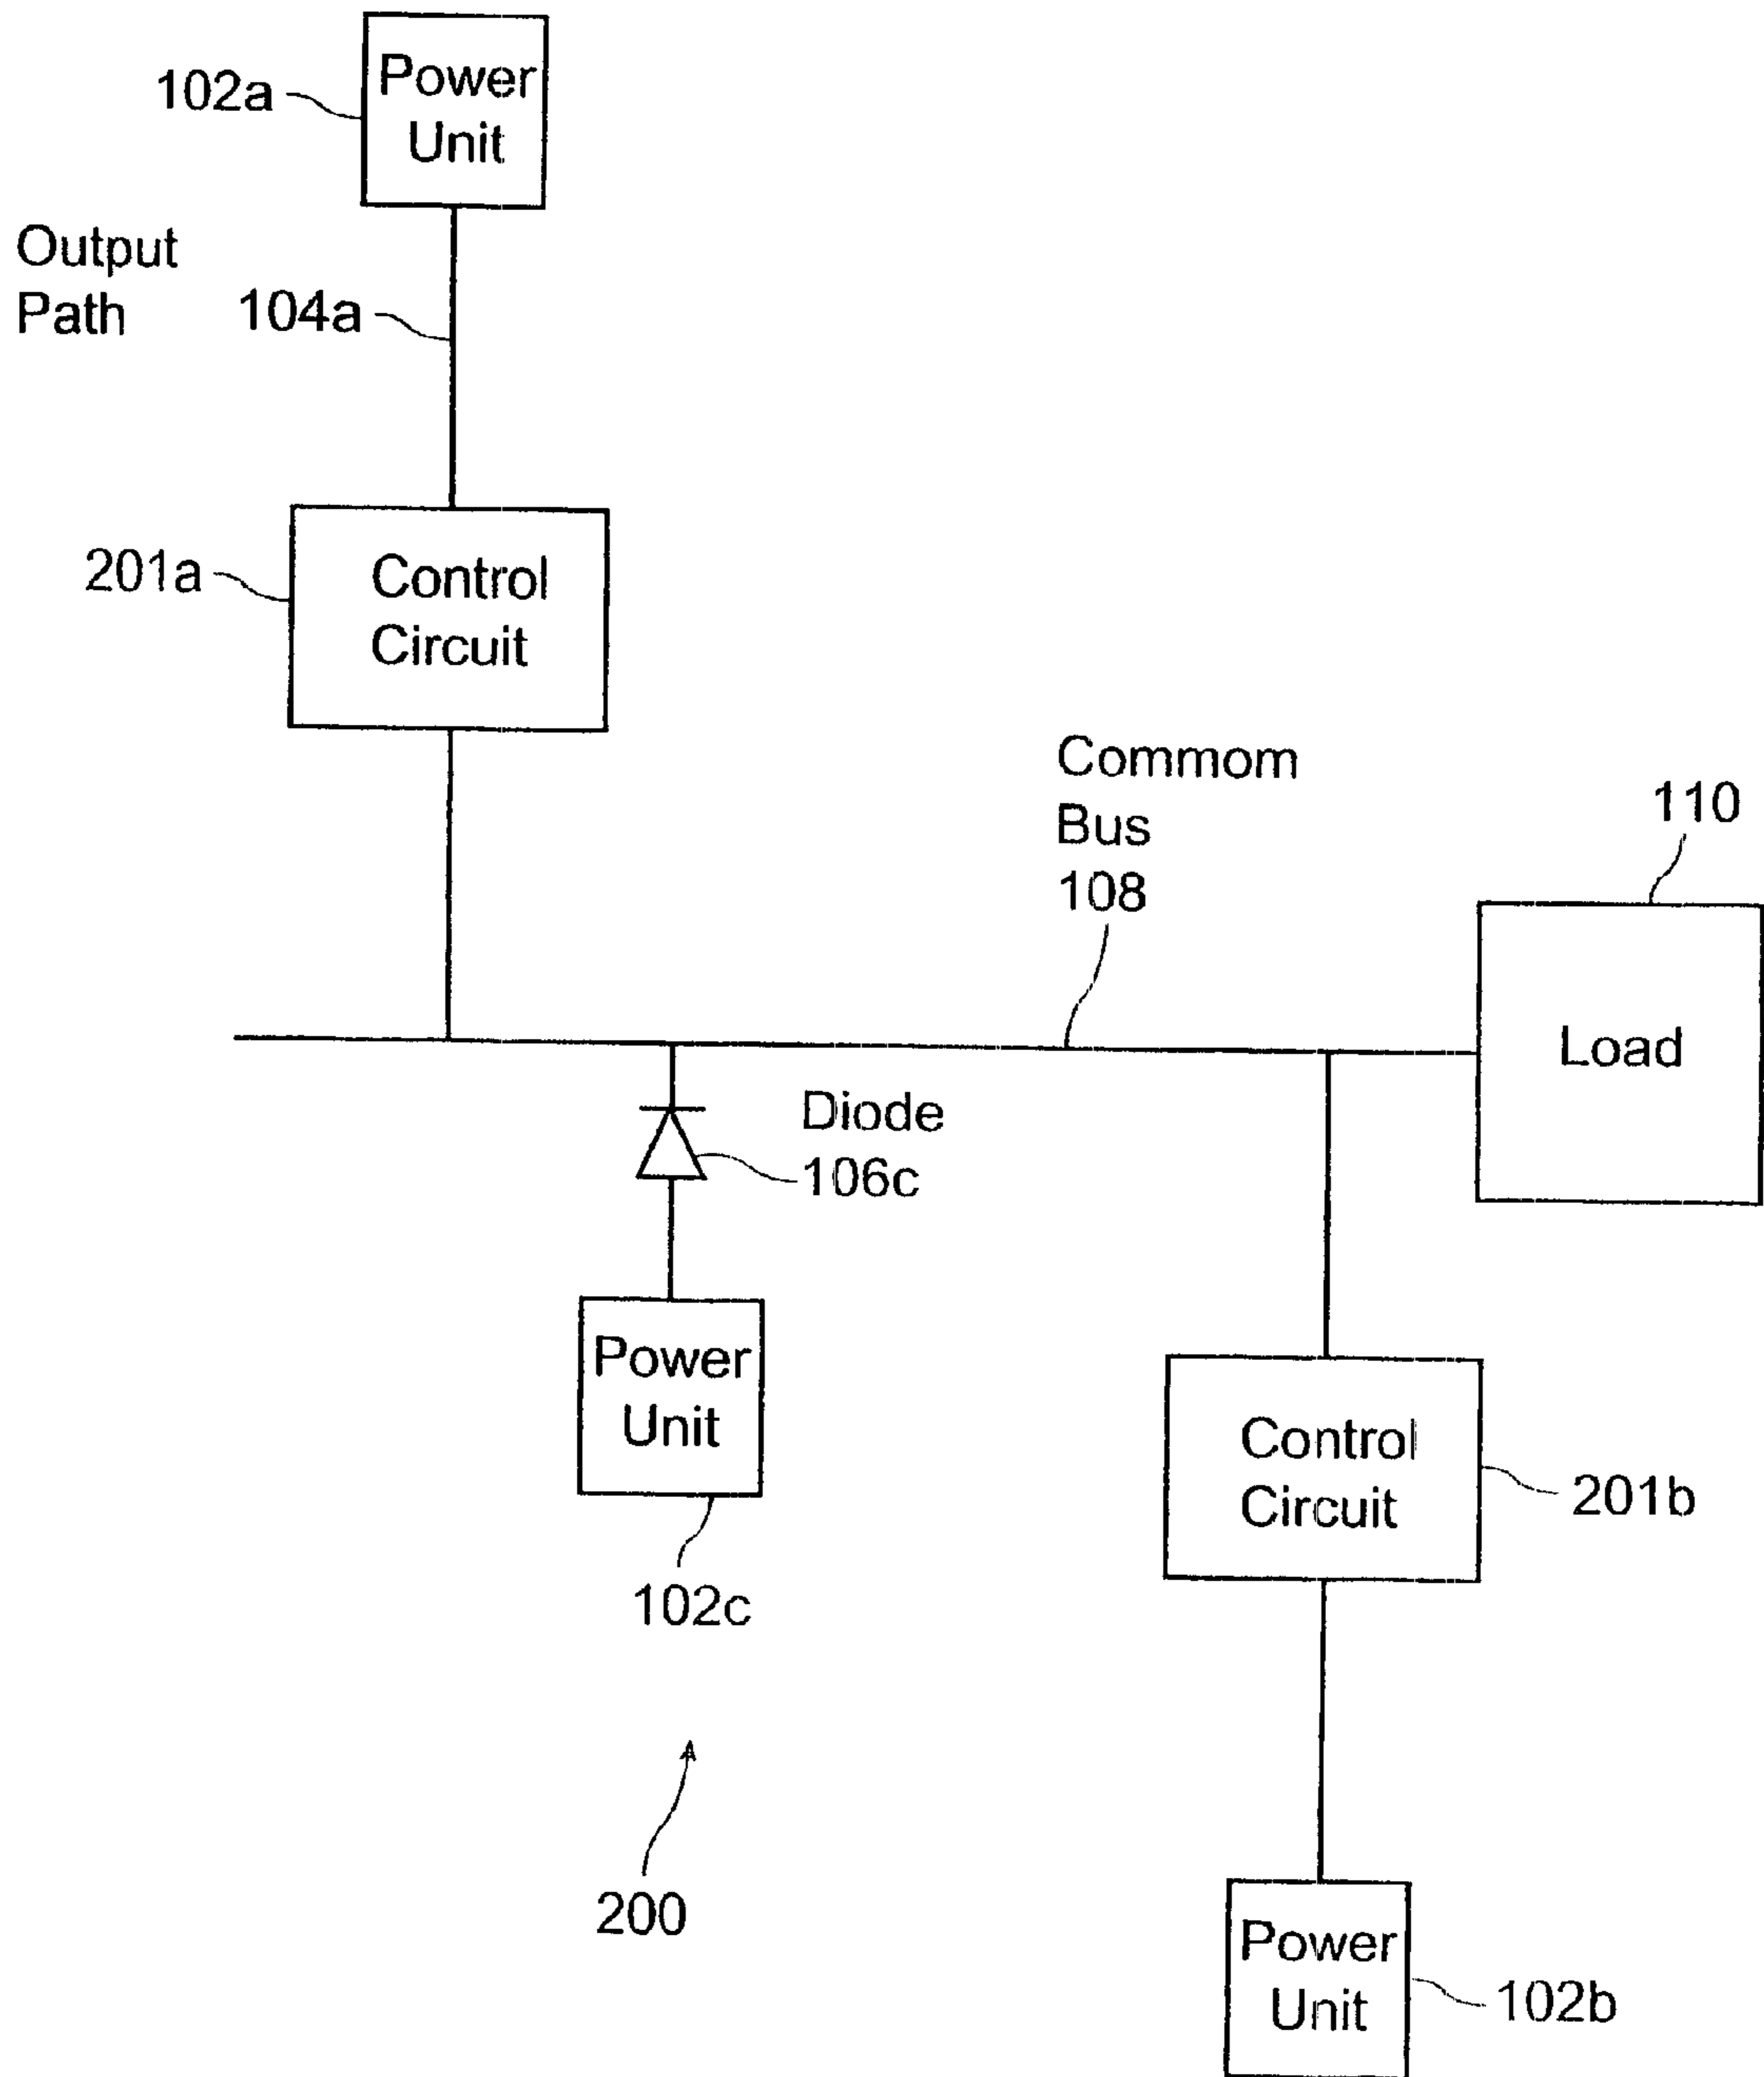 Power
Unit
102a
Output
Path
104a
201a
Control
Circuit
Commom
Bus
108
110
Load
Diode
106c
Power
Unit
102c
Control
Circuit
201b
200
Power
Unit
102b